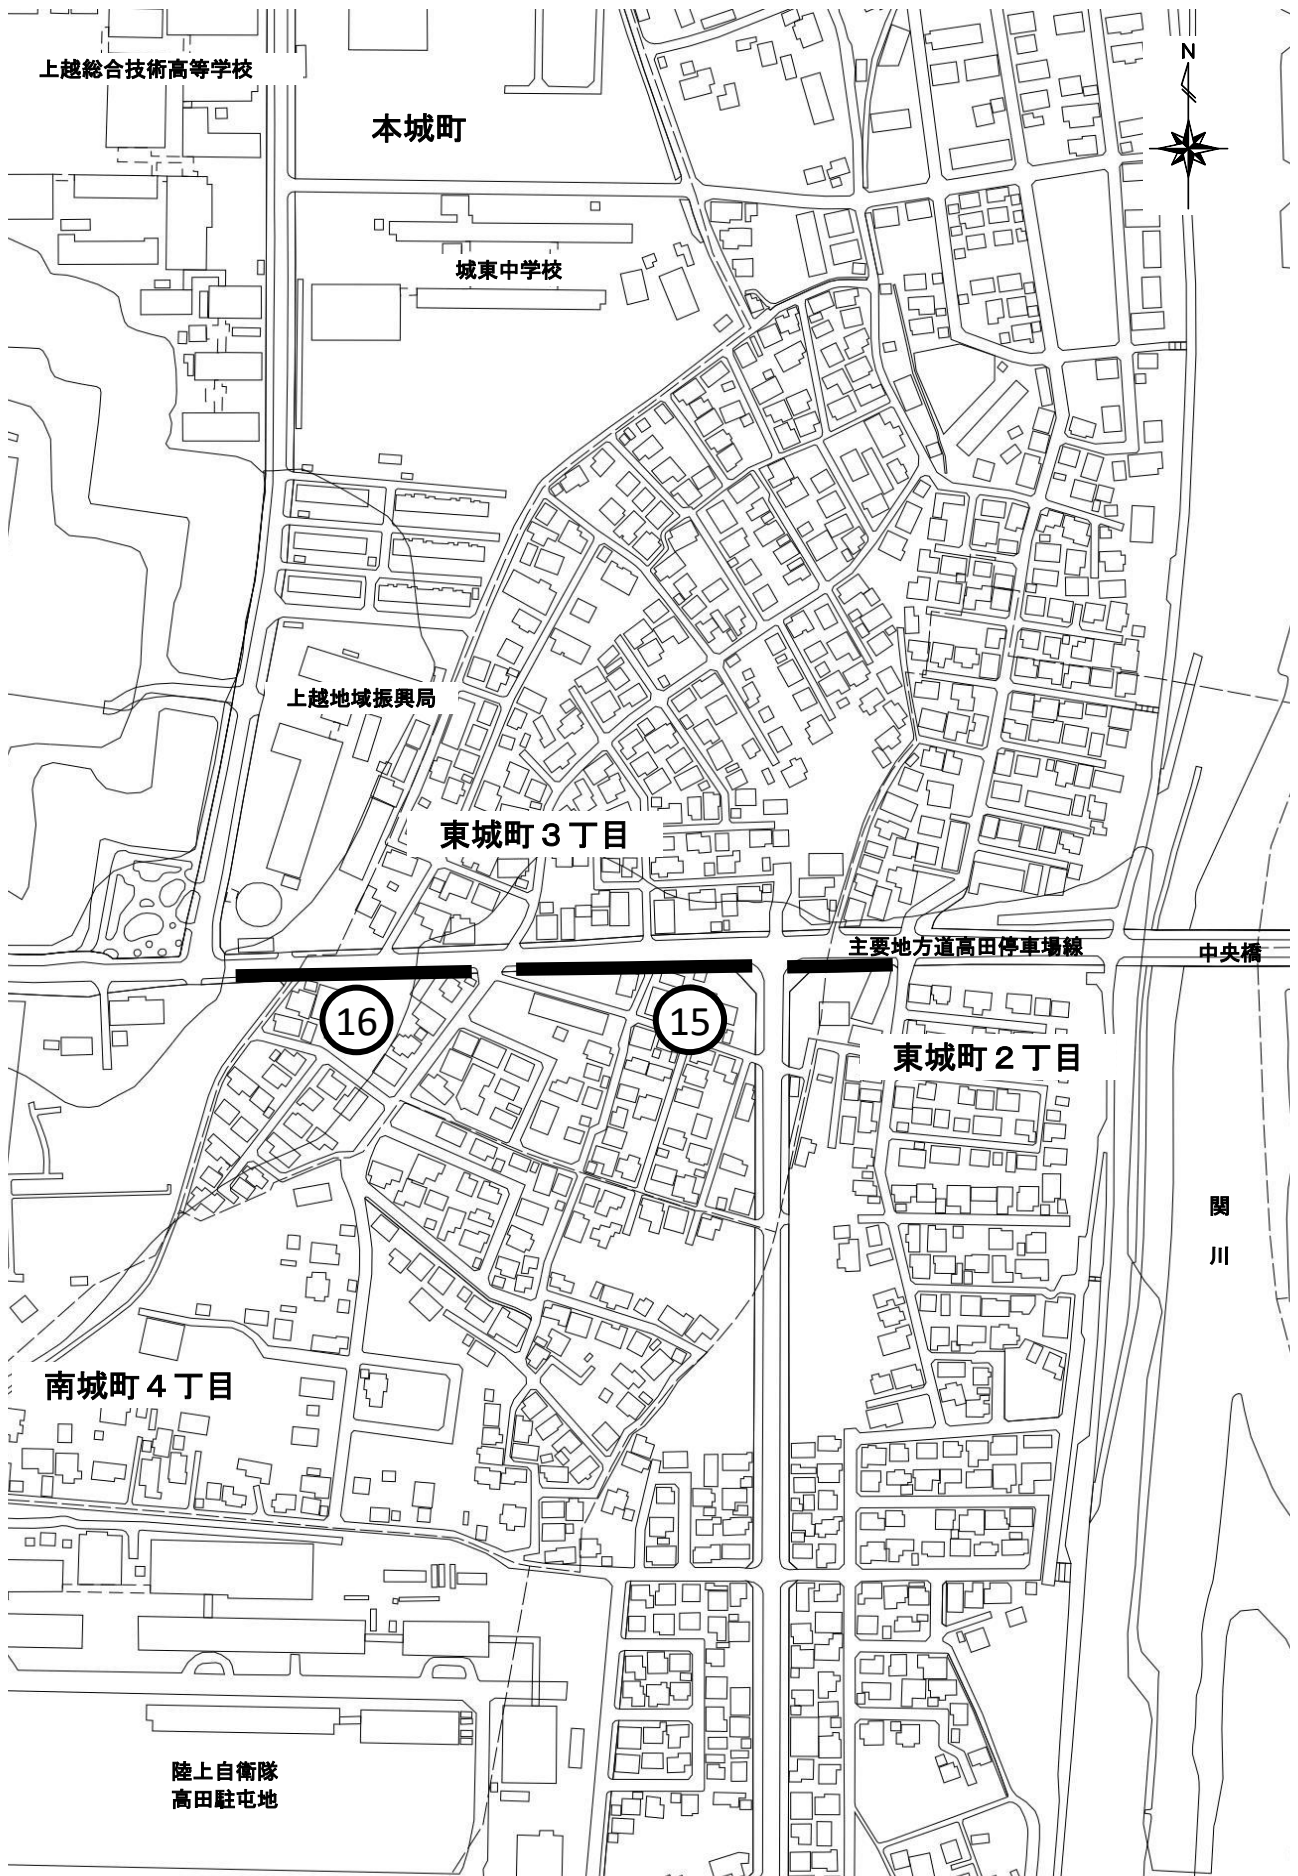 N
上越総合技術高等学校
本城町
城東中学校
上越地域振興局
東城町３丁目
主要地方道高田停車場線
中央橋
16
15
東城町２丁目
関
川
南城町４丁目
陸上自衛隊
高田駐屯地